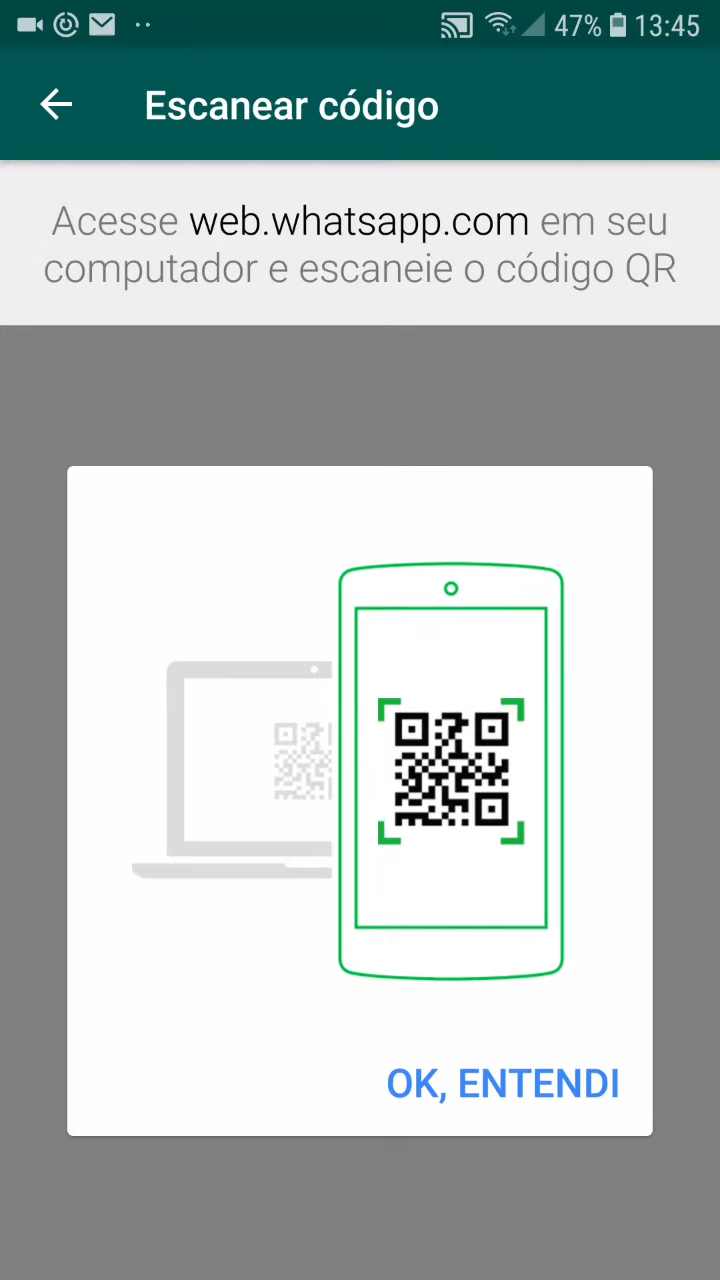 47% 13:45
Escanear código
Acesse web.whatsapp.com em seu
computador e escaneie o código QR
OK, ENTENDI